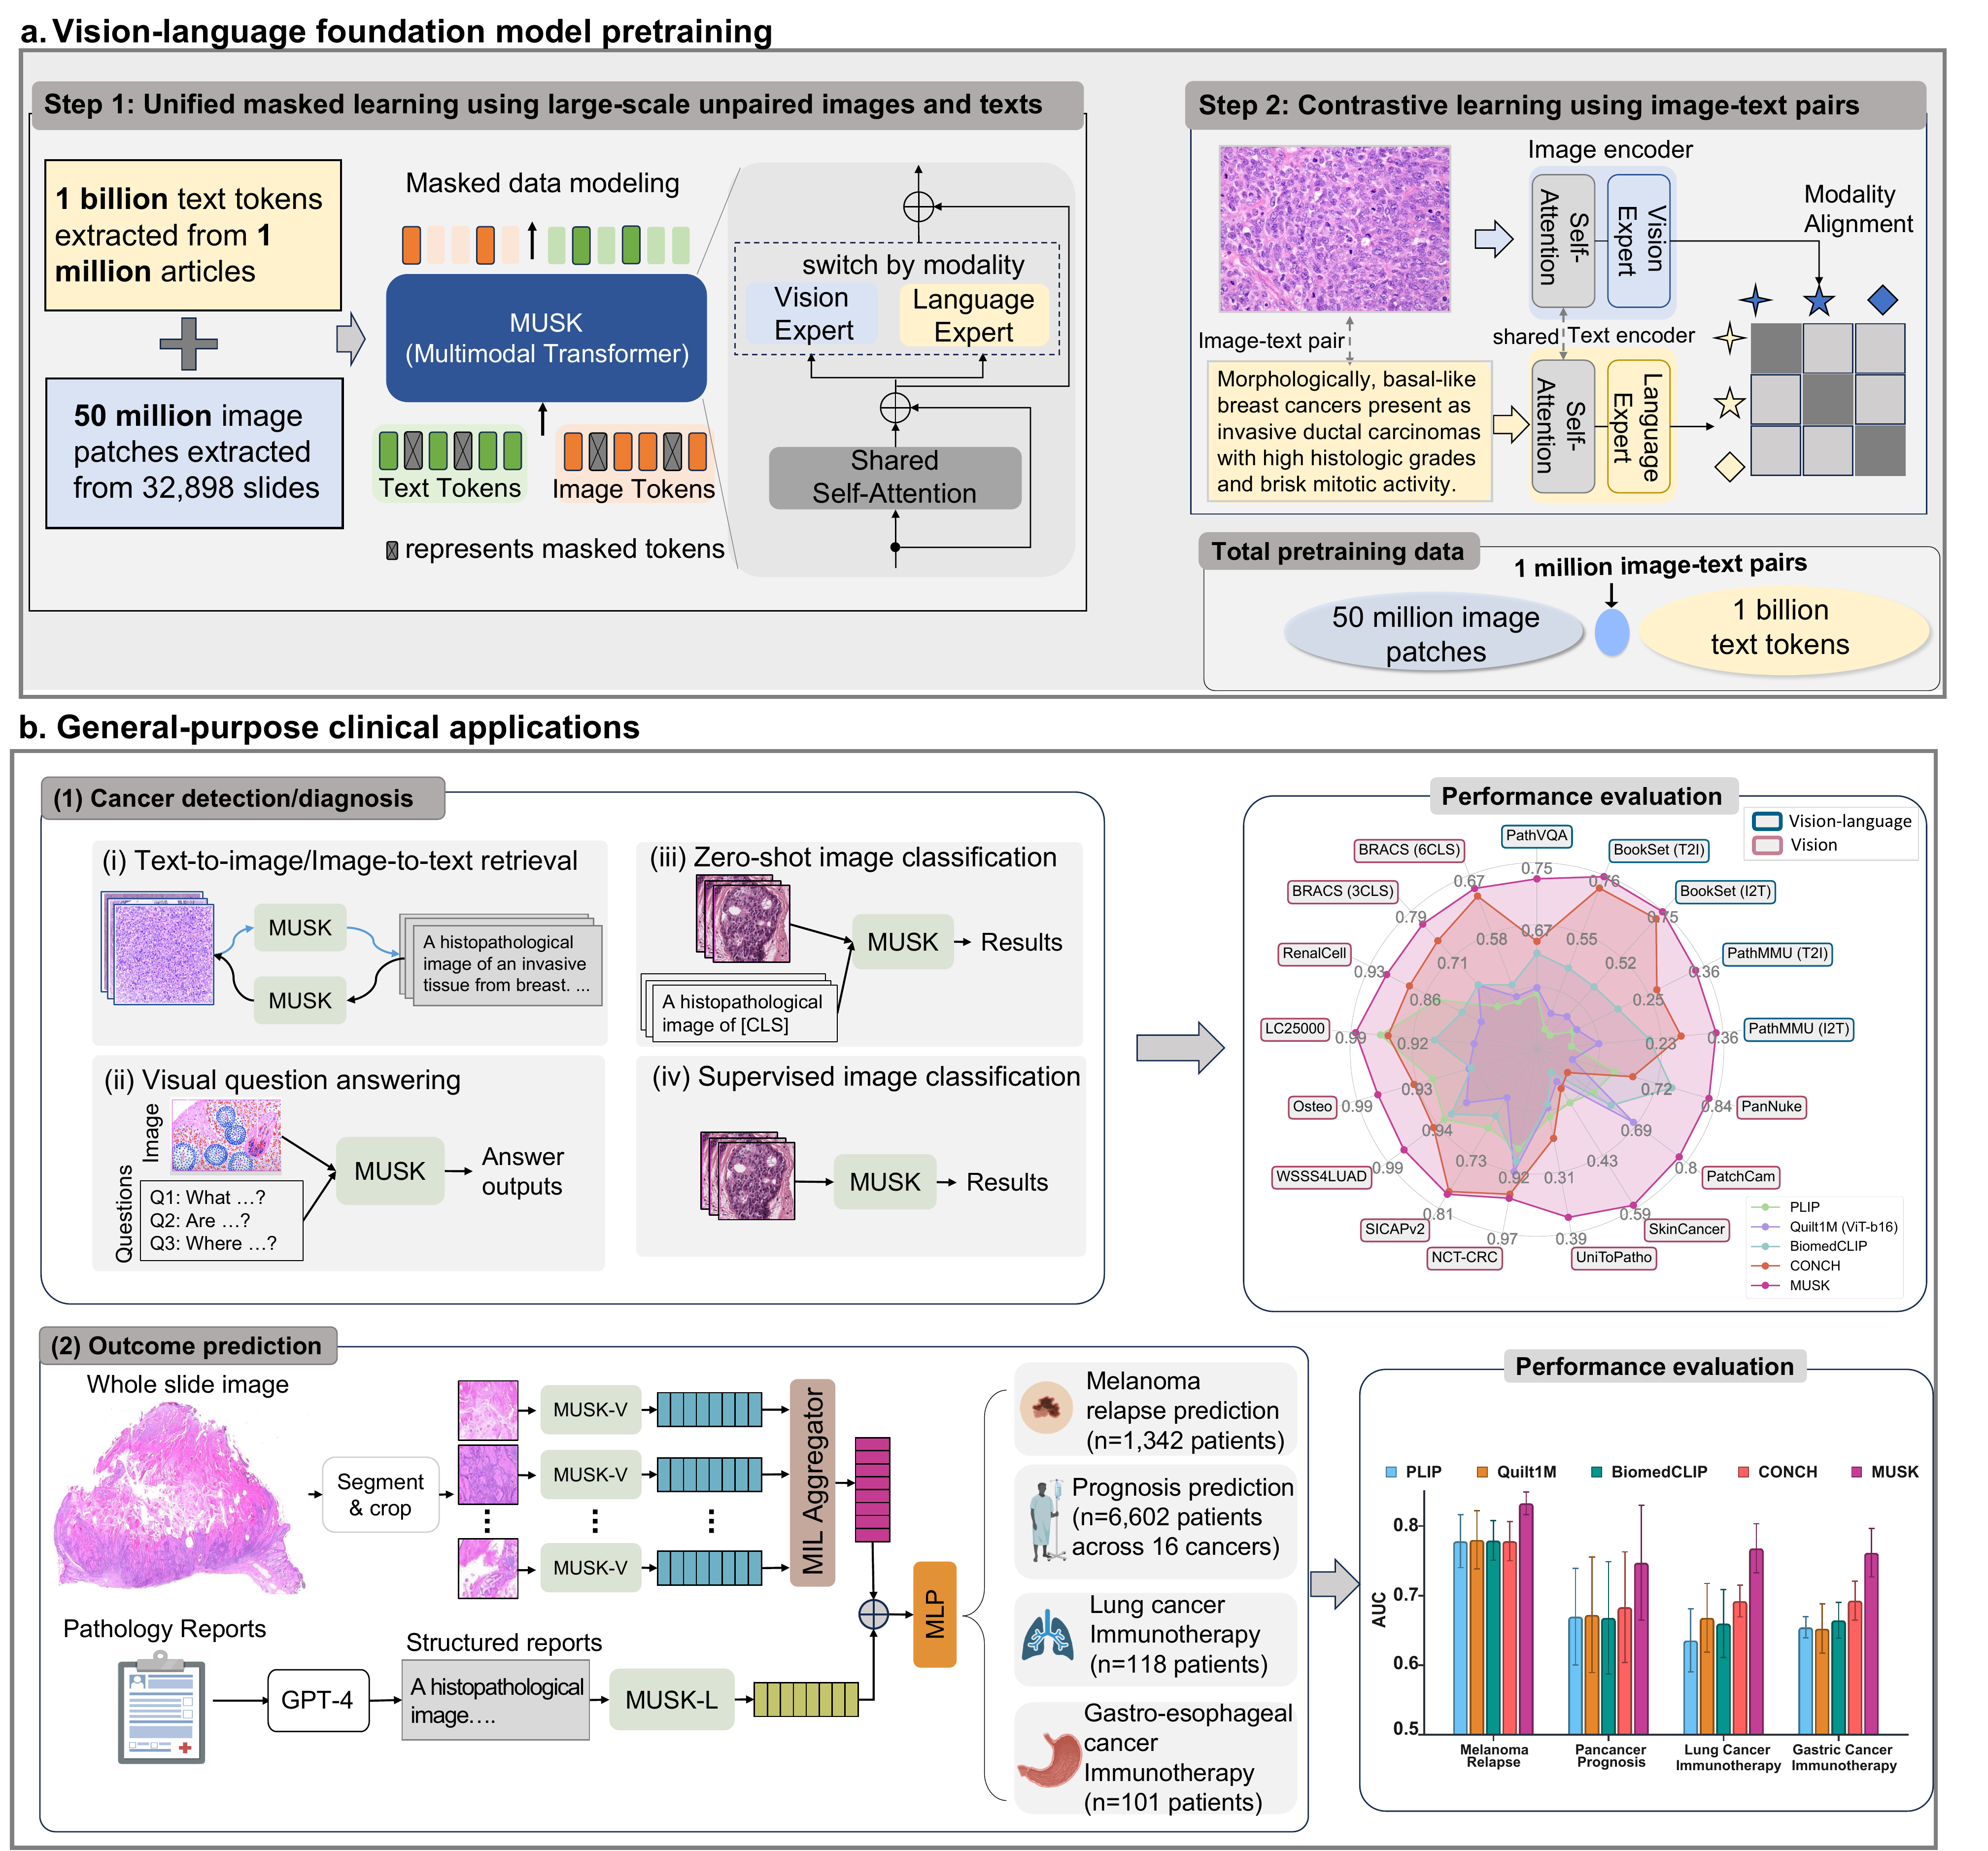 a. Vision-language foundation model pretraining
Step 1: Unified masked learning using large-scale unpaired images and texts
1 billion text tokens
extracted from 1
million articles
50 million image
patches extracted
from 32,898 slides
Masked data modeling
MUSK
(Multimodal Transformer)
Text Tokens
Image Tokens
represents masked tokens
switch by modality
Vision
Expert
Language
Expert
Shared
Self-Attention
Step 2: Contrastive learning using image-text pairs
Image encoder
Self-
Attention
Vision
Expert
Modality
Alignment
Image-text pair
shared
Text encoder
Morphologically, basal-like
breast cancers present as
invasive ductal carcinomas
with high histologic grades
and brisk mitotic activity.
Self-
Attention
Language
Expert
Total pretraining data
1 million image-text pairs
50 million image
patches
1 billion
text tokens
b. General-purpose clinical applications
(1) Cancer detection/diagnosis
(i) Text-to-image/Image-to-text retrieval
MUSK
MUSK
A histopathological
image of an invasive
tissue from breast. ...
(ii) Visual question answering
Image
Questions
Q1: What ...?
Q2: Are ...?
Q3: Where ...?
MUSK
Answer
outputs
(iii) Zero-shot image classification
A histopathological
image of [CLS]
MUSK
Results
(iv) Supervised image classification
MUSK
Results
Performance evaluation
Vision-language
Vision
PathVQA
BookSet (T2I)
BookSet (I2T)
PathMMU (T2I)
PathMMU (I2T)
PanNuke
PatchCam
SkinCancer
UniToPatho
NCT-CRC
SICAPv2
WSSS4LUAD
Osteo
LC25000
RenalCell
BRACS (3CLS)
BRACS (6CLS)
0.75
0.76
0.75
0.36
0.36
0.84
0.8
0.59
0.39
0.97
0.81
0.99
0.99
0.99
0.93
0.79
0.67
0.67
0.55
0.52
0.25
0.23
0.72
0.69
0.43
0.31
0.92
0.73
0.94
0.93
0.92
0.86
0.71
0.58
PLIP
Quilt1M (ViT-b16)
BiomedCLIP
CONCH
MUSK
(2) Outcome prediction
Whole slide image
Segment
& crop
MUSK-V
MUSK-V
MUSK-V
MIL Aggregator
Pathology Reports
GPT-4
Structured reports
A histopathological
image....
MUSK-L
MLP
Melanoma
relapse prediction
(n=1,342 patients)
Prognosis prediction
(n=6,602 patients
across 16 cancers)
Lung cancer
Immunotherapy
(n=118 patients)
Gastro-esophageal
cancer
Immunotherapy
(n=101 patients)
Performance evaluation
PLIP
Quilt1M
BiomedCLIP
CONCH
MUSK
AUC
0.8
0.7
0.6
0.5
Melanoma
Relapse
Pancancer
Prognosis
Lung Cancer
Immunotherapy
Gastric Cancer
Immunotherapy